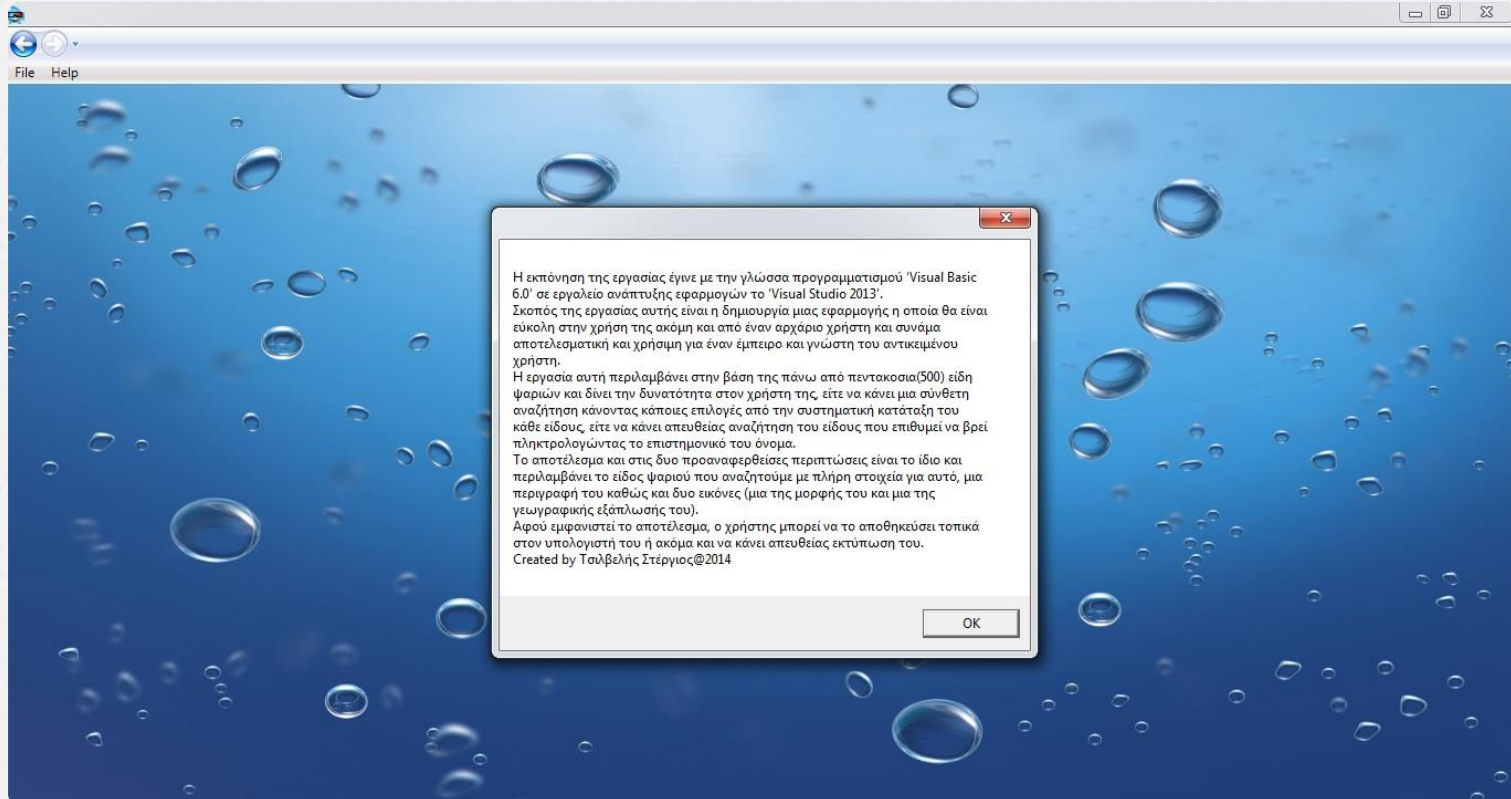 File Help
Η εκπόνηση της εργασίας έγινε με την γλώσσα προγραμματισμού 'Visual Basic
6.0' σε εργαλείο ανάπτυξης εφαρμογών το 'Visual Studio 2013'.
Σκοπός της εργασίας αυτής είναι η δημιουργία μιας εφαρμογής η οποία θα είναι
εύκολη στην χρήση της ακόμη και από έναν αρχάριο χρήστη και συνάμα
αποτελεσματική και χρήσιμη για έναν έμπειρο και γνώστη του αντικειμένου
χρήστη.
Η εργασία αυτή περιλαμβάνει στην βάση της πάνω από πεντακοσια(500) είδη
ψαριών και δίνει την δυνατότητα στον χρήστη της, είτε να κάνει μια σύνθετη
αναζήτηση κάνοντας κάποιες επιλογές από την συστηματική κατάταξη του
κάθε είδους, είτε να κάνει απευθείας αναζήτηση του είδους που επιθυμεί να βρεί
πληκτρολογώντας το επιστημονικό του όνομα.
Το αποτέλεσμα και στις δυο προαναφερθείσες περιπτώσεις είναι το ίδιο και
περιλαμβάνει το είδος ψαριού που αναζητούμε με πλήρη στοιχεία για αυτό, μια
περιγραφή του καθώς και δυο εικόνες (μια της μορφής του και μια της
γεωγραφικής εξάπλωσής του).
Αφού εμφανιστεί το αποτέλεσμα, ο χρήστης μπορεί να το αποθηκεύσει τοπικά
στον υπολογιστή του ή ακόμα και να κάνει απευθείας εκτύπωση του.
Created by Τσιλβελής Στέργιος@2014
OK